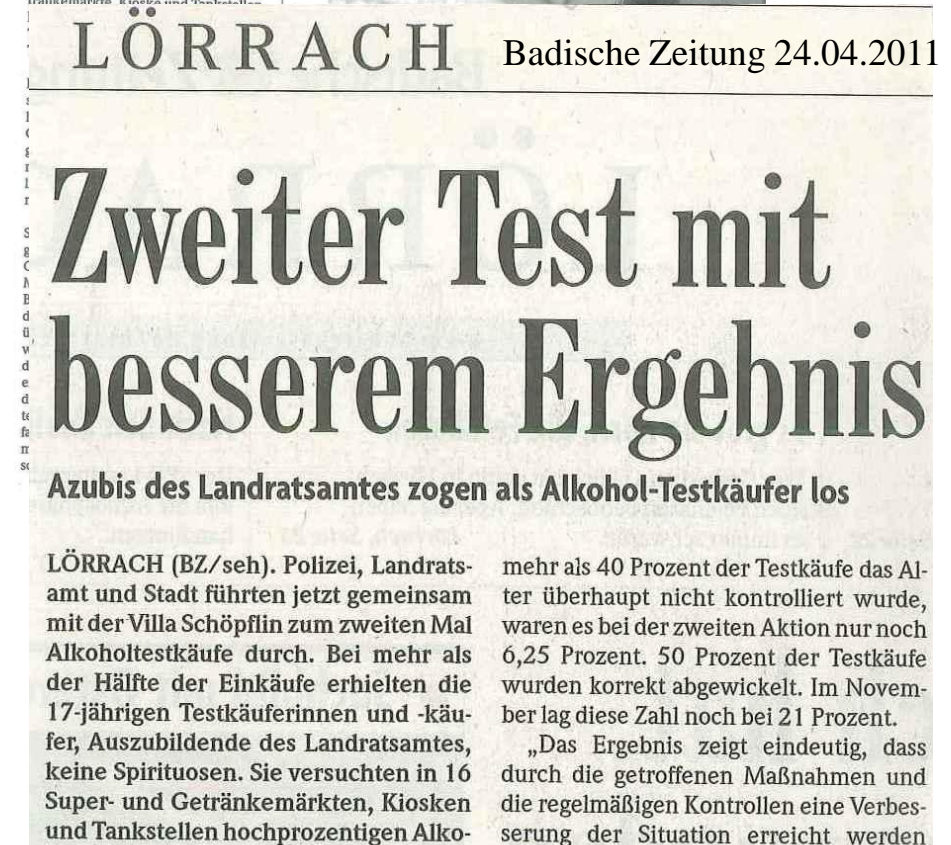 LÖRRACH Badische Zeitung 24.04.2011
Zweiter Test mit
besserem Ergebnis
Azubis des Landratsamtes zogen als Alkohol-Testkäufer los
LÖRRACH (BZ/seh). Polizei, Landrats-
amt und Stadt führten jetzt gemeinsam
mit der Villa Schöpflin zum zweiten Mal
Alkoholtestkäufe durch. Bei mehr als
der Hälfte der Einkäufe erhielten die
17-jährigen Testkäuferinnen und -käu-
fer, Auszubildende des Landratsamtes,
keine Spirituosen. Sie versuchten in 16
Super- und Getränkemärkten, Kiosken
und Tankstellen hochprozentigen Alko-
mehr als 40 Prozent der Testkäufe das Al-
ter überhaupt nicht kontrolliert wurde,
waren es bei der zweiten Aktion nur noch
6,25 Prozent. 50 Prozent der Testkäufe
wurden korrekt abgewickelt. Im Novem-
ber lag diese Zahl noch bei 21 Prozent.
„Das Ergebnis zeigt eindeutig, dass
durch die getroffenen Maßnahmen und
die regelmäßigen Kontrollen eine Verbes-
serung der Situation erreicht werden